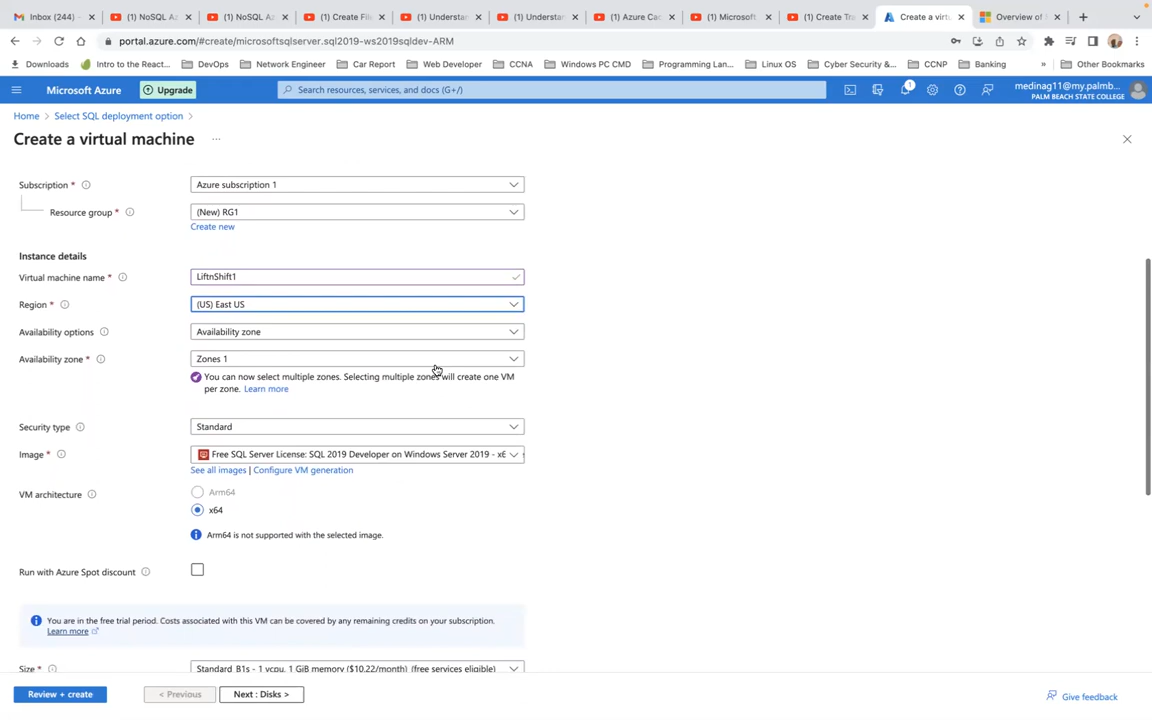 Inbox (244) –
(1) NoSQL Az
(1) NoSQL Az
(1) Create File
(1) Understan
(1) Understan
(1) Azure Ca
(1) Microsoft
(1) Create Tra
Create a virtu
Overview of S
portal.azure.com/#create/microsoftsqlserver.sql2019-ws2019sqldev-ARM
Downloads
Intro to the React...
DevOps
Network Engineer
Car Report
Web Developer
CCNA
Windows PC CMD
Programming Lan...
Linux OS
Cyber Security &...
CCNP
Banking
»
Other Bookmarks
Microsoft Azure
Upgrade
Search resources, services, and docs (G+/)
1
medinag11@my.palmb...
PALM BEACH STATE COLLEGE
Home > Select SQL deployment option >
Create a virtual machine ...
Subscription *
Azure subscription 1
Resource group *
(New) RG1
Create new
Instance details
Virtual machine name *
LiftnShift1
Region *
(US) East US
Availability options
Availability zone
Availability zone *
Zones 1
You can now select multiple zones. Selecting multiple zones will create one VM
per zone. Learn more
Security type
Standard
Image *
Free SQL Server License: SQL 2019 Developer on Windows Server 2019 - x6
See all images | Configure VM generation
VM architecture
Arm64
x64
Arm64 is not supported with the selected image.
Run with Azure Spot discount
You are in the free trial period. Costs associated with this VM can be covered by any remaining credits on your subscription.
Learn more
Size *
Standard_B1s - 1 vcpu, 1 GiB memory ($10.22/month) (free services eligible)
Review + create
< Previous
Next : Disks >
Give feedback